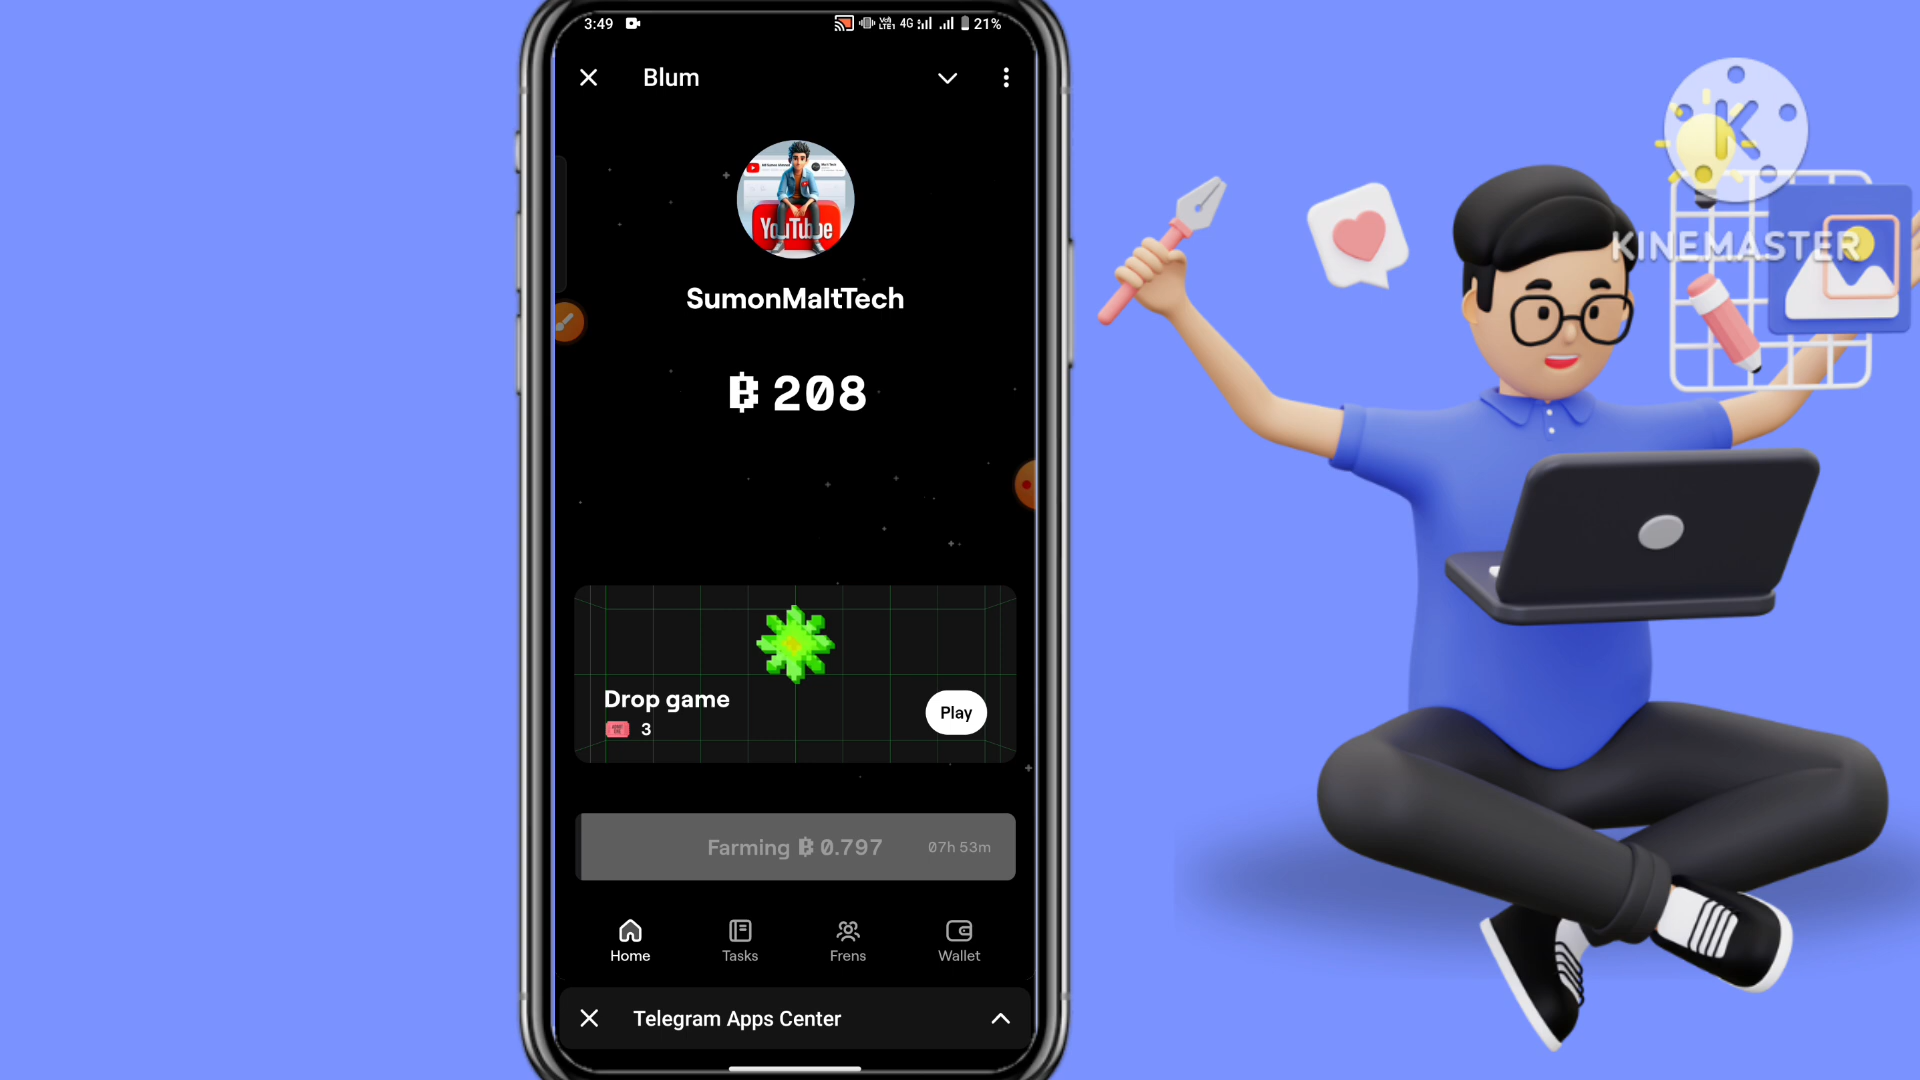 3:49
4G
21%
Blum
YouTube
SumonMaltTech
208
Drop game
3
Play
Farming
0.797
07h 53m
Home
Tasks
Frens
Wallet
Telegram Apps Center
K
KINEMASTER